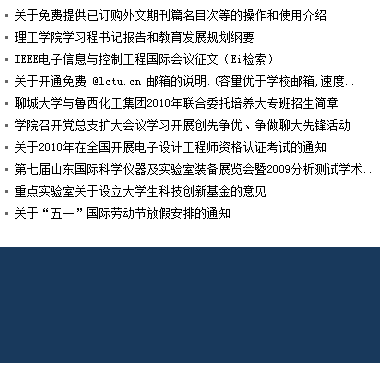 关于免费提供已订购外文期刊篇名目次等的操作和使用介绍
理工学院学习程书记报告和教育发展规划纲要
IEEE电子信息与控制工程国际会议征文（Ei检索）
关于开通免费 @lctu.cn 邮箱的说明.(容量优于学校邮箱,速度..
聊城大学与鲁西化工集团2010年联合委托培养大专班招生简章
学院召开党总支扩大会议学习开展创先争优、争做聊大先锋活动
关于2010年在全国开展电子设计工程师资格认证考试的通知
第七届山东国际科学仪器及实验室装备展览会暨2009分析测试学术..
重点实验室关于设立大学生科技创新基金的意见
关于“五一”国际劳动节放假安排的通知